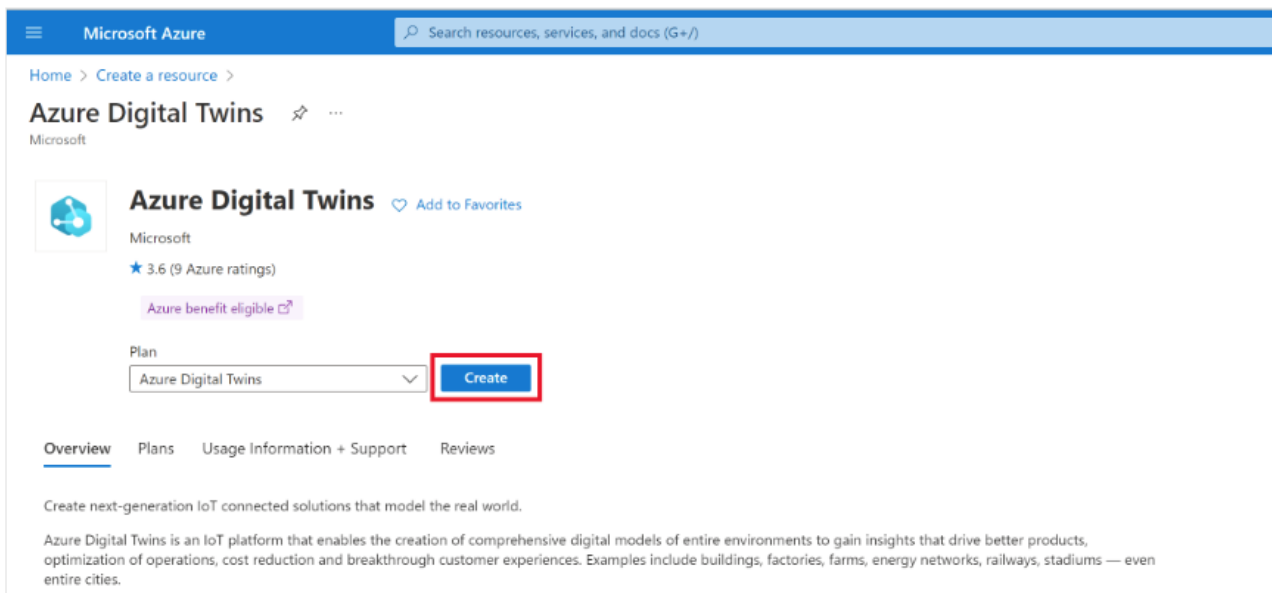 Microsoft Azure
Search resources, services, and docs (G+/)
Home > Create a resource >
Azure Digital Twins ...
Microsoft
Azure Digital Twins Add to Favorites
Microsoft
3.6 (9 Azure ratings)
Azure benefit eligible
Plan
Azure Digital Twins
Create
Overview Plans Usage Information + Support Reviews
Create next-generation IoT connected solutions that model the real world.
Azure Digital Twins is an IoT platform that enables the creation of comprehensive digital models of entire environments to gain insights that drive better products,
optimization of operations, cost reduction and breakthrough customer experiences. Examples include buildings, factories, farms, energy networks, railways, stadiums — even
entire cities.